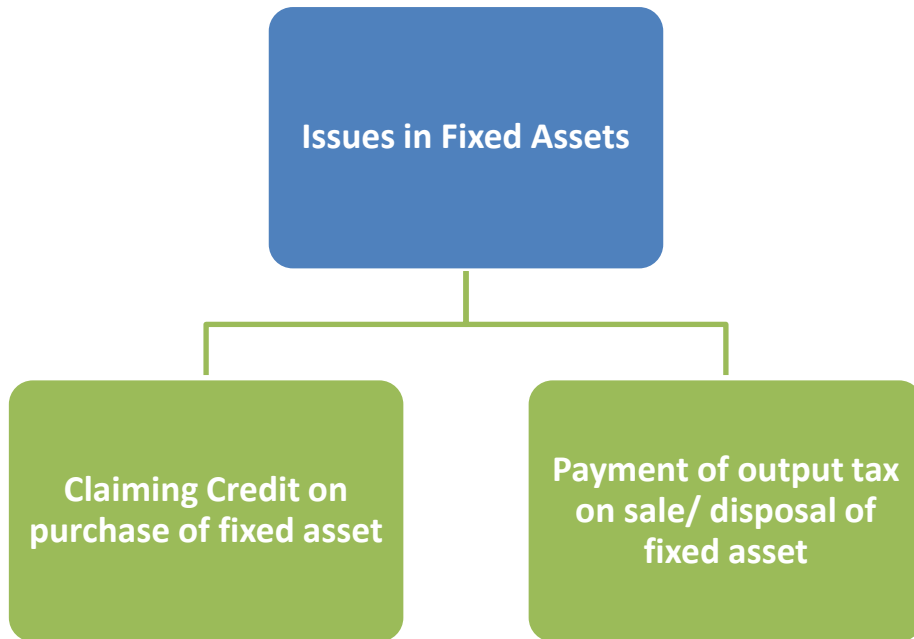 Issues in Fixed Assets
Claiming Credit on
purchase of fixed asset
Payment of output tax
on sale/ disposal of
fixed asset